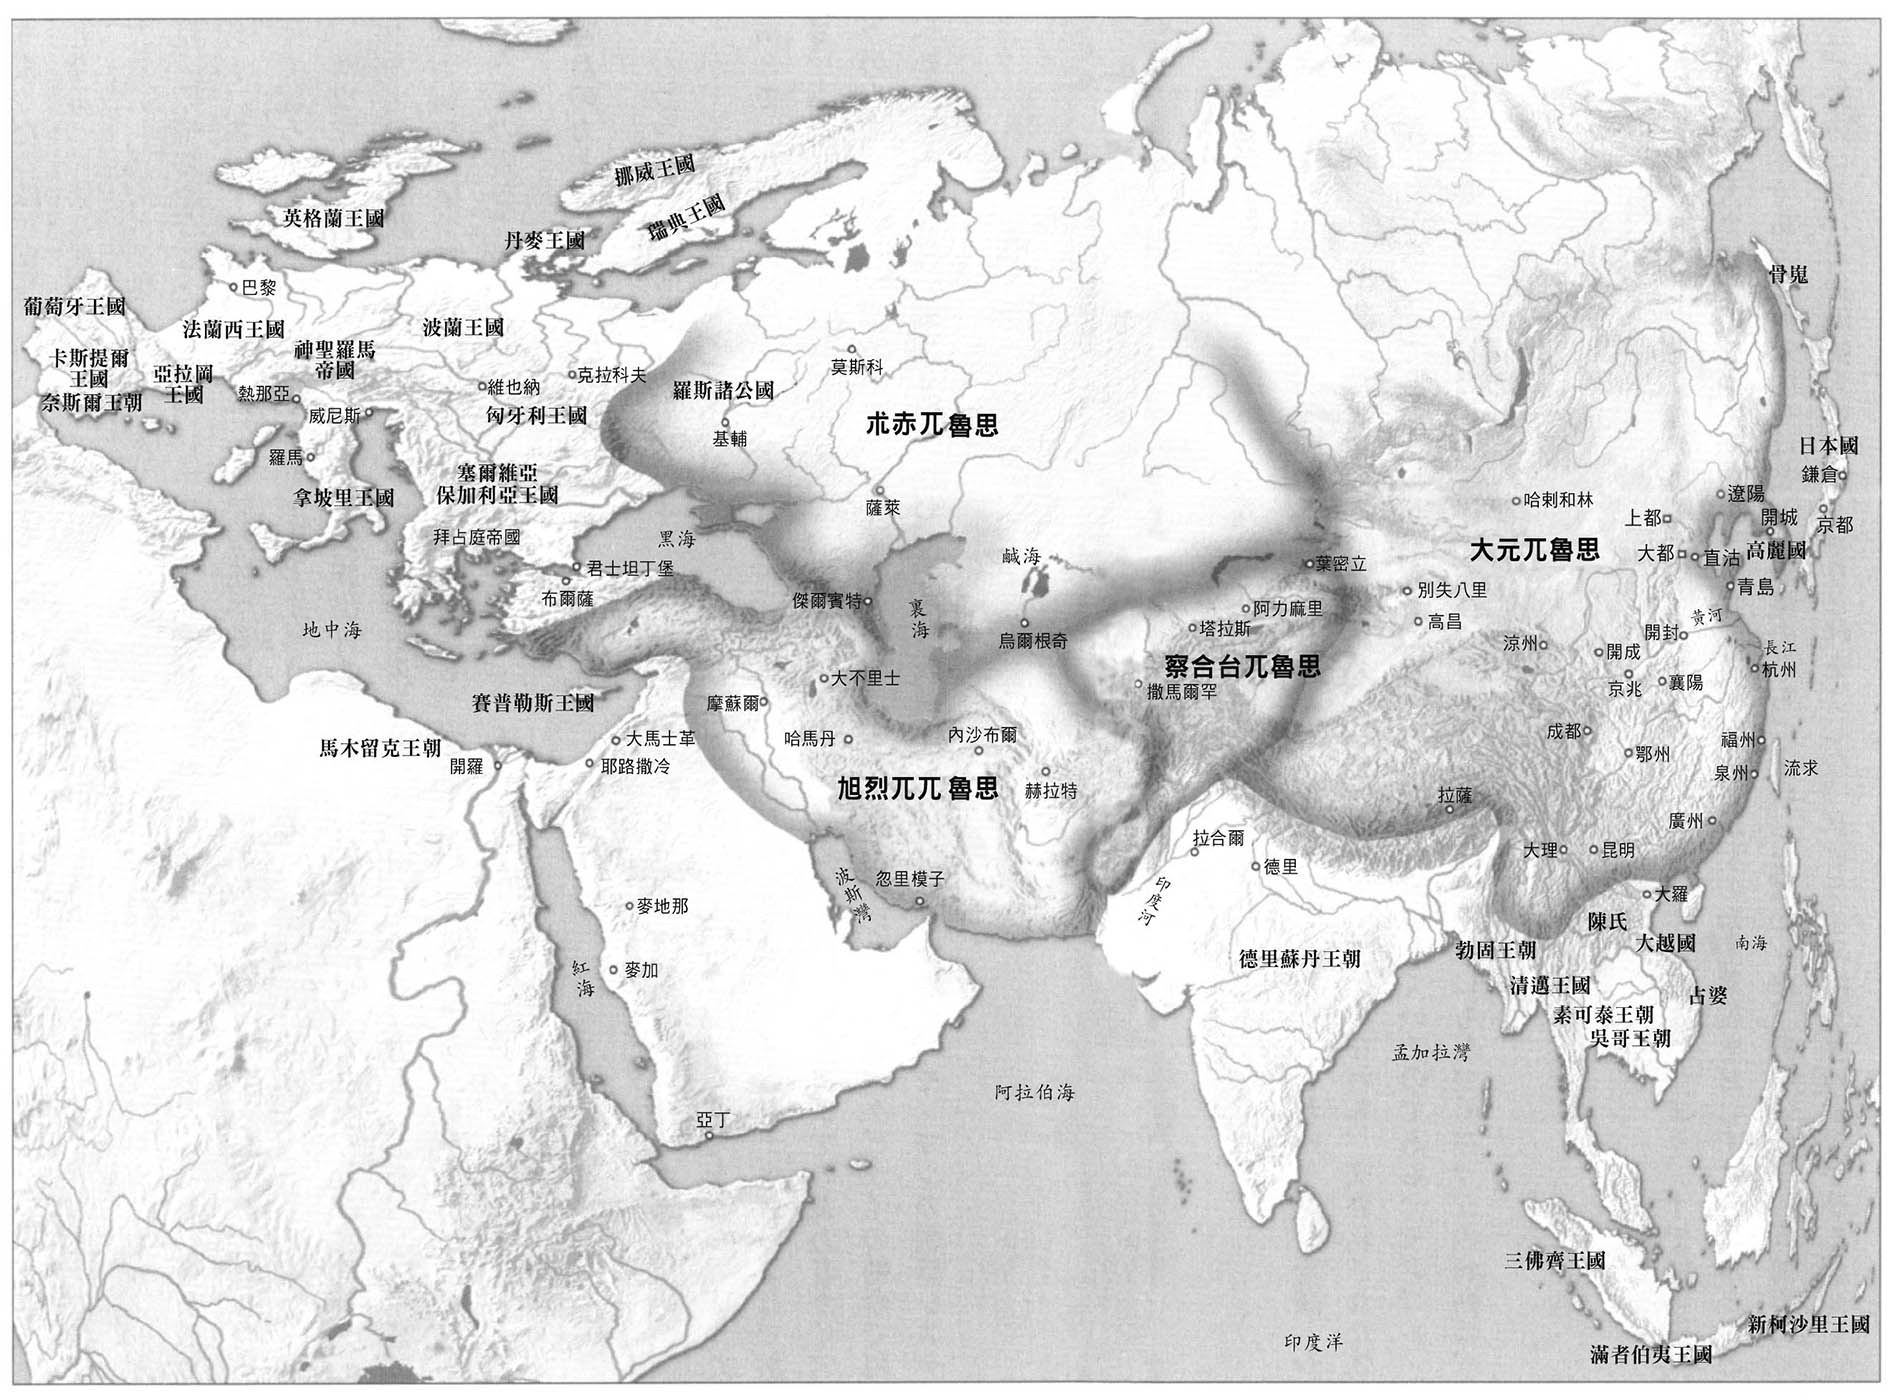 挪威王國
瑞典王國
丹麥王國
英格蘭王國
巴黎
葡萄牙王國
法蘭西王國
波蘭王國
卡斯提爾
王國
亞拉岡
王國
神聖羅馬
帝國
奈斯爾王朝
熱那亞
威尼斯
維也納
克拉科夫
匈牙利王國
羅馬
拿坡里王國
塞爾維亞
保加利亞王國
拜占庭帝國
君士坦丁堡
布爾薩
黑海
地中海
賽普勒斯王國
馬木留克王朝
開羅
大馬士革
耶路撒冷
莫斯科
羅斯諸公國
基輔
朮赤兀魯思
薩萊
鹹海
裏海
傑爾賓特
烏爾根奇
大不里士
摩蘇爾
哈馬丹
內沙布爾
旭烈兀兀魯思
赫拉特
忽里模子
波斯灣
麥地那
麥加
紅海
亞丁
阿拉伯海
葉密立
阿力麻里
塔拉斯
察合台兀魯思
撒馬爾罕
別失八里
高昌
哈剌和林
大元兀魯思
上都
大都
直沽
遼陽
開城
高麗國
青島
骨嵬
日本國
鎌倉
京都
黃河
開封
長江
杭州
涼州
開成
京兆
襄陽
成都
鄂州
福州
泉州
流求
拉薩
廣州
大理
昆明
大羅
陳氏
大越國
南海
拉合爾
德里
印度河
德里蘇丹王朝
勃固王朝
清邁王國
素可泰王朝
吳哥王朝
占婆
孟加拉灣
三佛齊王國
新柯沙里王國
滿者伯夷王國
印度洋